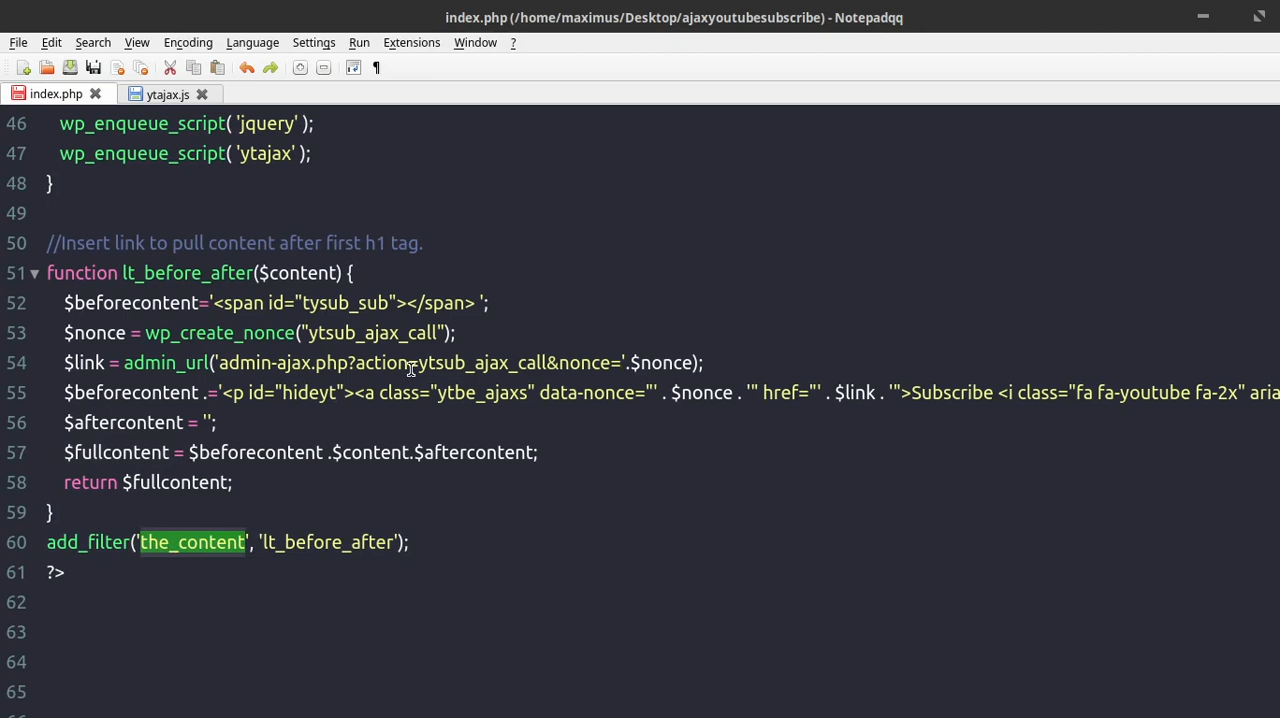 index.php (/home/maximus/Desktop/ajaxyoutubesubscribe) - Notepadqq
File Edit Search View Encoding Language Settings Run Extensions Window ?
index.php ytajax.js
46 wp_enqueue_script( 'jquery' );
47 wp_enqueue_script( 'ytajax' );
48 }
49
50 //Insert link to pull content after first h1 tag.
51 function lt_before_after($content) {
52 $beforecontent='<span id="tysub_sub"></span> ';
53 $nonce = wp_create_nonce("ytsub_ajax_call");
54 $link = admin_url('admin-ajax.php?action=ytsub_ajax_call&nonce='.$nonce);
55 $beforecontent .='<p id="hideyt"><a class="ytbe_ajaxs" data-nonce="' . $nonce . '" href="' . $link . '">Subscribe <i class="fa fa-youtube fa-2x" aria
56 $aftercontent = '';
57 $fullcontent = $beforecontent .$content.$aftercontent;
58 return $fullcontent;
59 }
60 add_filter('the_content', 'lt_before_after');
61 ?>
62
63
64
65